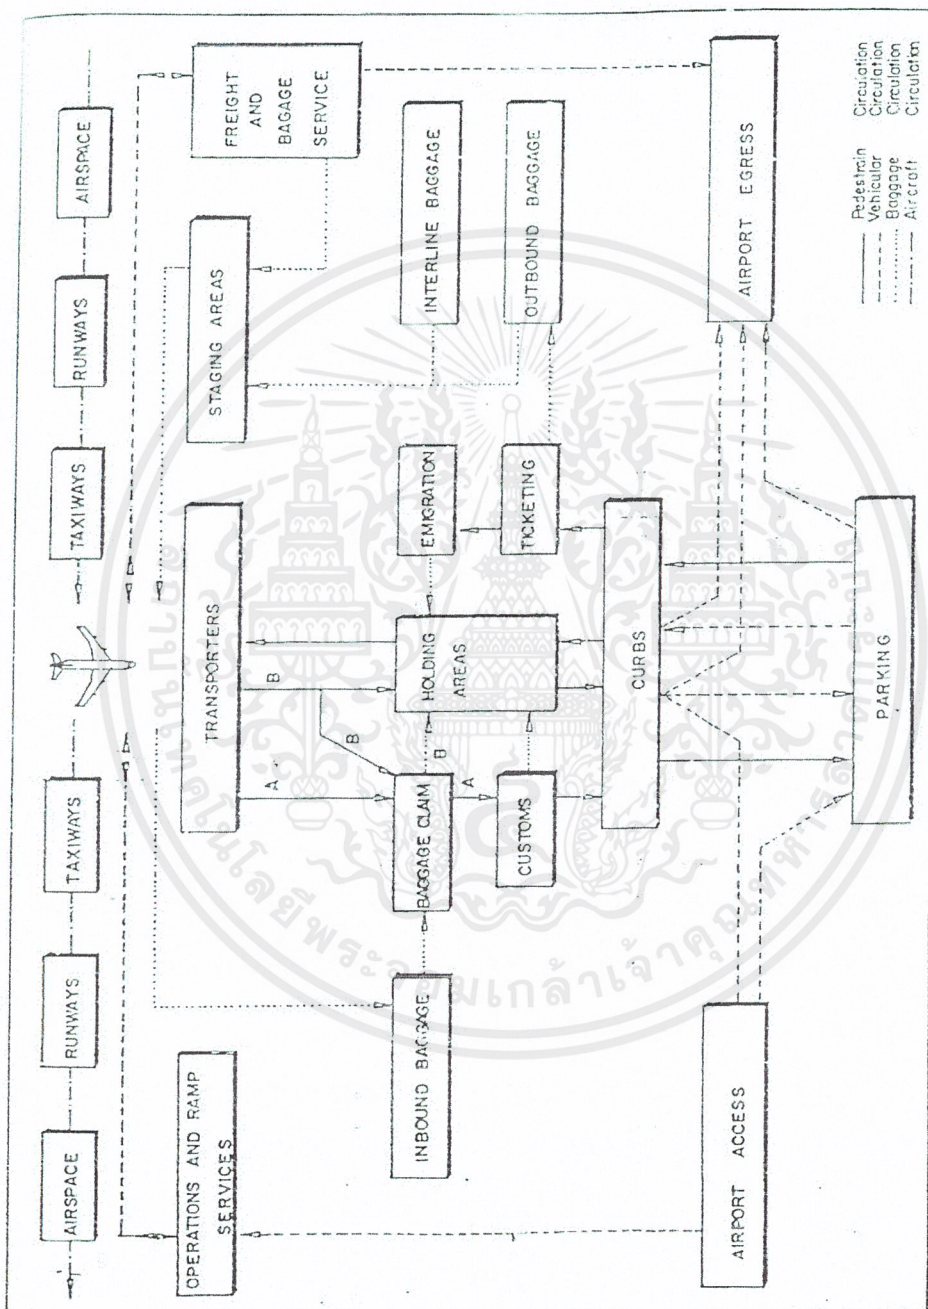 AIRSPACE
RUNWAYS
TAXIWAYS
TAXIWAYS
RUNWAYS
AIRSPACE
OPERATIONS AND RAMP
SERVICES
TRANSPORTERS
STAGING AREAS
FREIGHT
AND
BAGAGE
SERVICE
A
B
B
INBOUND BAGGAGE
BAGGAGE CLAIM
B
HOLDING
AREAS
EMIGRATION
INTERLINE BAGGAGE
A
CUSTOMS
TICKETING
OUTBOUND BAGGAGE
CURBS
AIRPORT ACCESS
AIRPORT EGRESS
PARKING
Pedestrain Circulation
Vehicular Circulation
Baggage Circulation
Aircraft Circulation